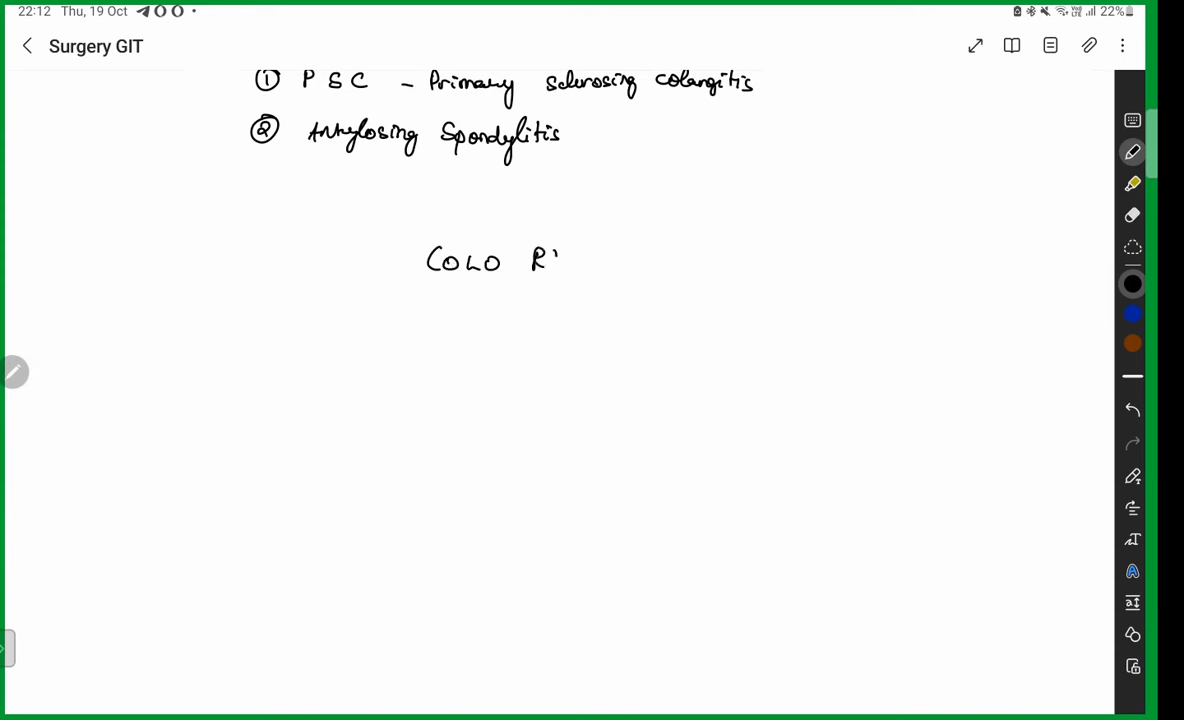 22:12 Thu, 19 Oct
22%
Surgery GIT
① PSC - Primary sclerosing colangitis
② Ankylosing Spondylitis
COLO R